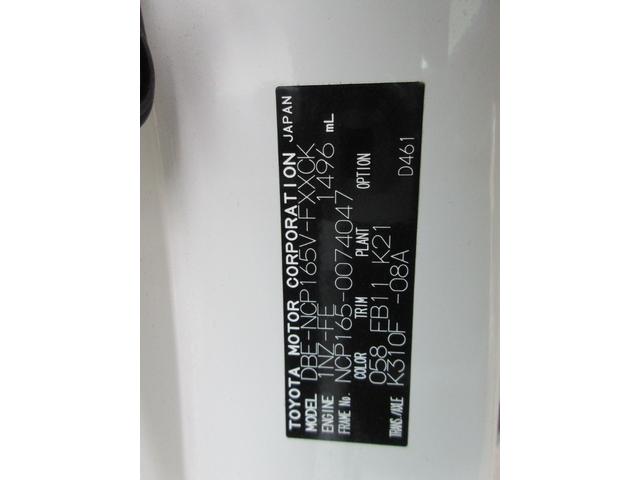 TOYOTA MOTOR CORPORATION JAPAN
MODEL DBE-NCP165V-FXXCK
ENGINE 1NZ-FE 1496 mL
FRAME No. NCP165-0074047
COLOR TRIM PLANT OPTION
058 FB11 K21
TRANS/AXLE K310F -08A D461